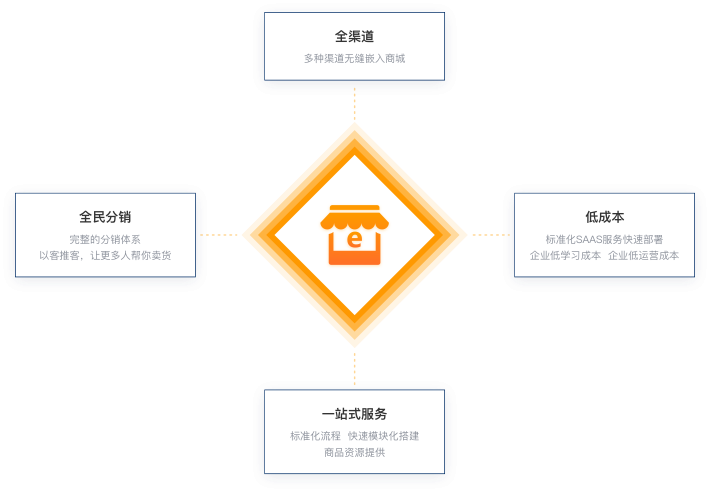 全渠道
多种渠道无缝嵌入商城
全民分销
完整的分销体系
以客推客，让更多人帮你卖货
e
低成本
标准化SAAS服务快速部署
企业低学习成本 企业低运营成本
一站式服务
标准化流程 快速模块化搭建
商品资源提供